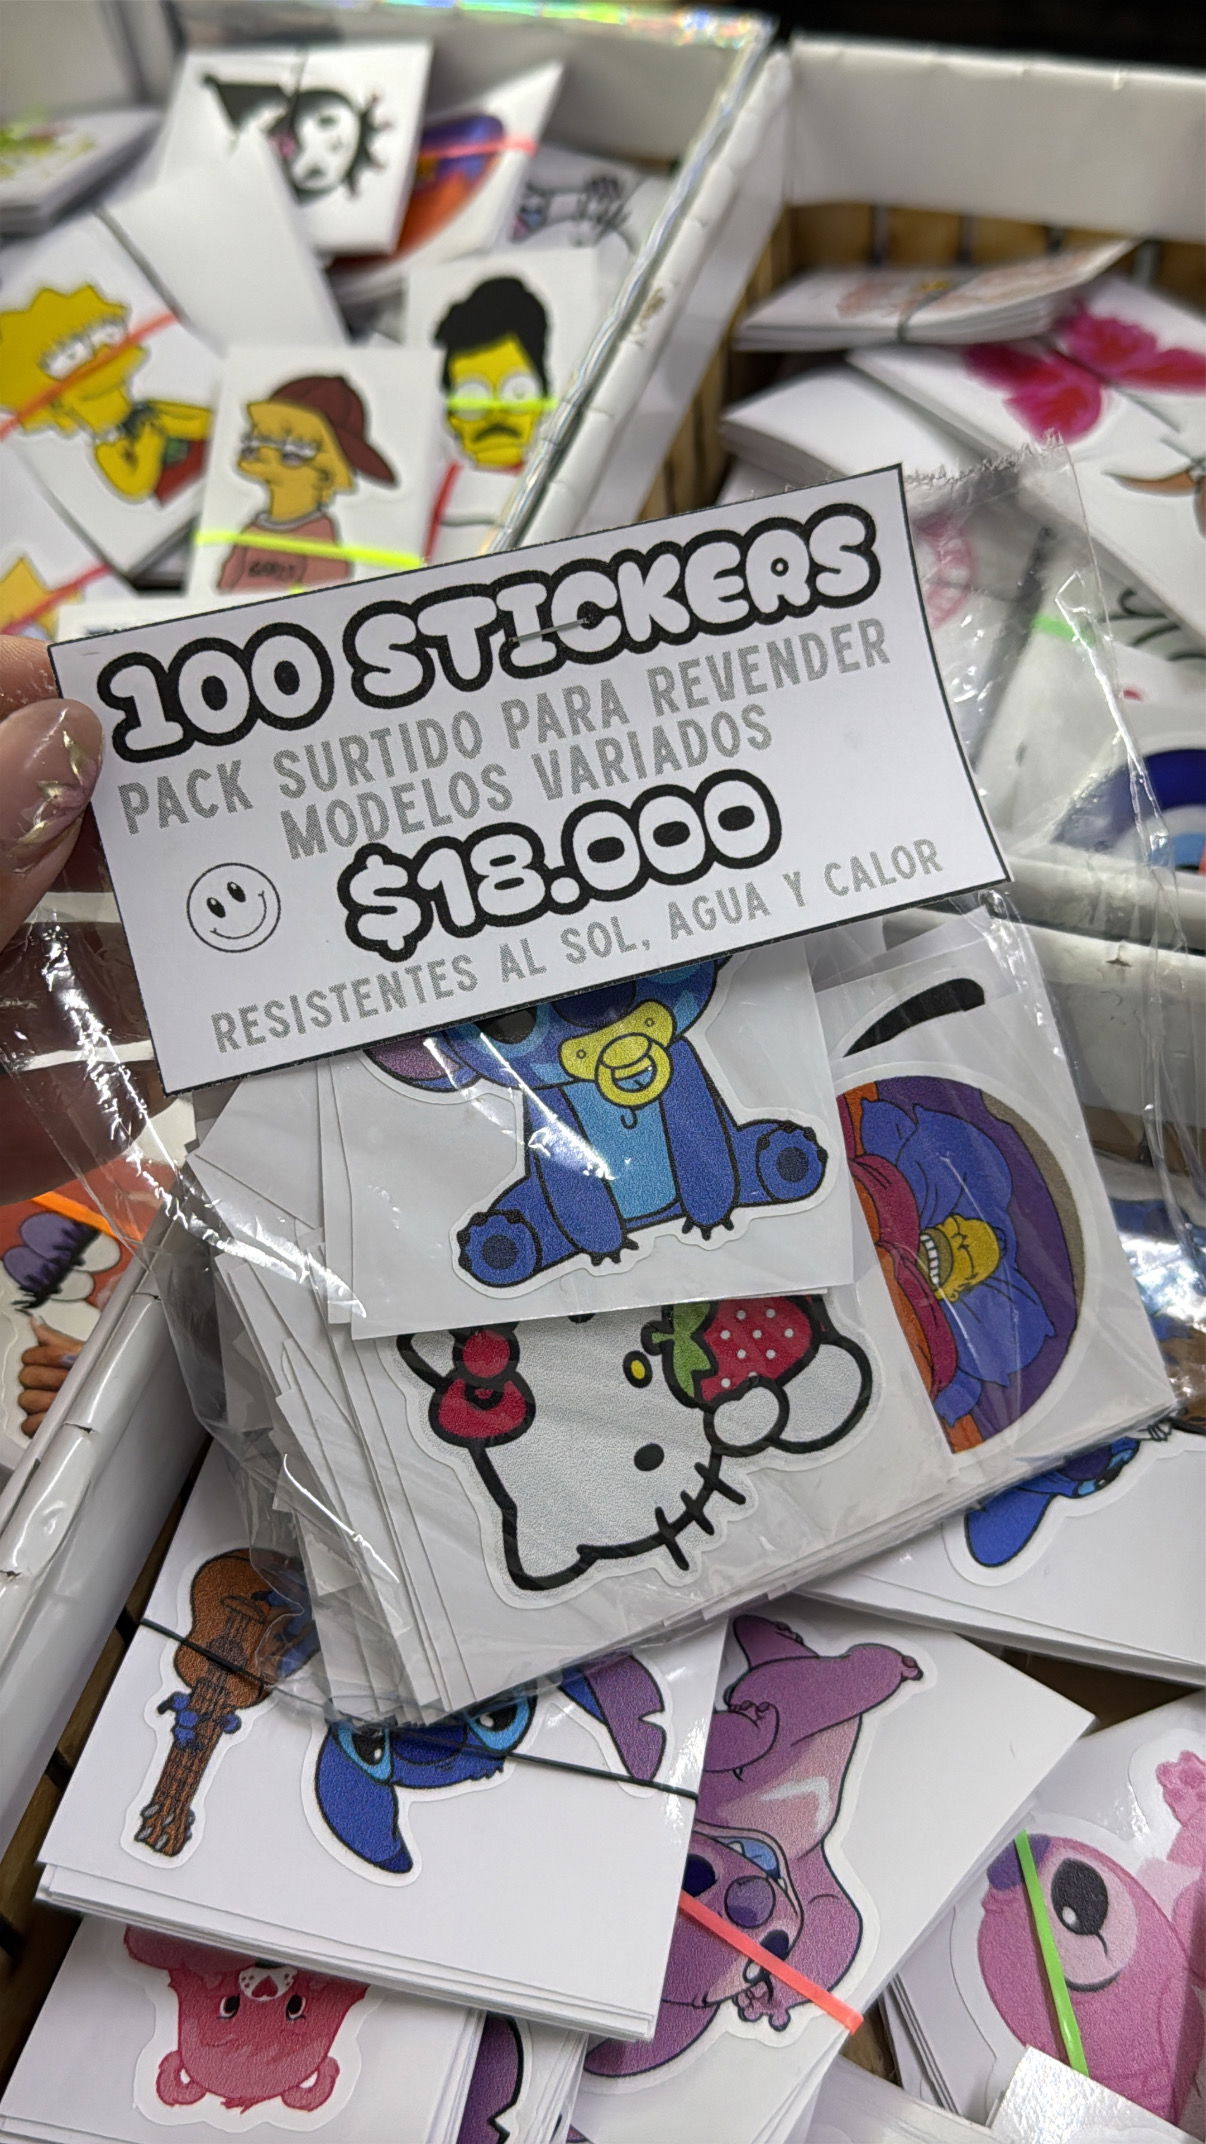 100 STICKERS
PACK SURTIDO PARA REVENDER
MODELOS VARIADOS
$18.000
RESISTENTES AL SOL, AGUA Y CALOR